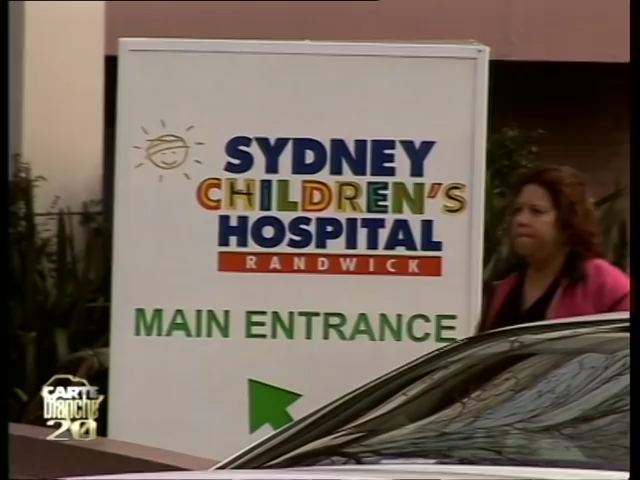 SYDNEY
CHILDREN'S
HOSPITAL
RANDWICK
MAIN ENTRANCE
CARTE
blanche
20